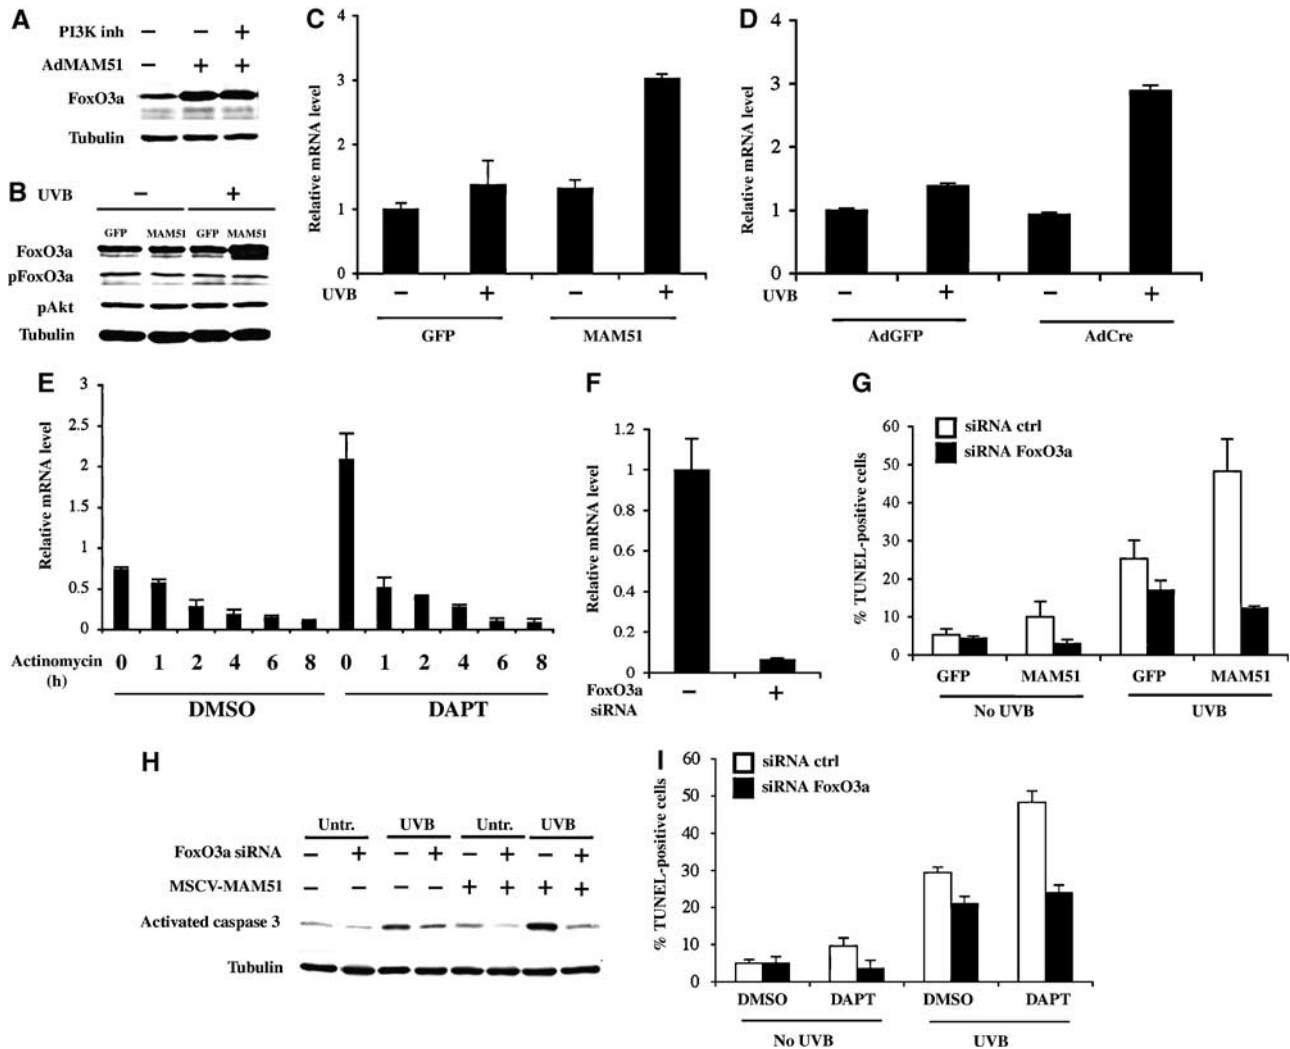 A
PI3K inh − − +
AdMAM51 − + +
FoxO3a
Tubulin
B
UVB − +
GFP MAM51 GFP MAM51
FoxO3a
pFoxO3a
pAkt
Tubulin
C
Relative mRNA level
4
3
2
1
0
UVB − + − +
GFP MAM51
D
Relative mRNA level
4
3
2
1
0
UVB − + − +
AdGFP AdCre
E
Relative mRNA level
3
2.5
2
1.5
1
0.5
0
Actinomycin 0 1 2 4 6 8 0 1 2 4 6 8
(h)
DMSO DAPT
F
Relative mRNA level
1.2
1
0.8
0.6
0.4
0.2
0
FoxO3a − +
siRNA
G
siRNA ctrl
siRNA FoxO3a
% TUNEL-positive cells
60
50
40
30
20
10
0
GFP MAM51 GFP MAM51
No UVB UVB
H
Untr. UVB Untr. UVB
FoxO3a siRNA − + − + − + − +
MSCV-MAM51 − − − − + + + +
Activated caspase 3
Tubulin
I
siRNA ctrl
siRNA FoxO3a
% TUNEL-positive cells
60
50
40
30
20
10
0
DMSO DAPT DMSO DAPT
No UVB UVB